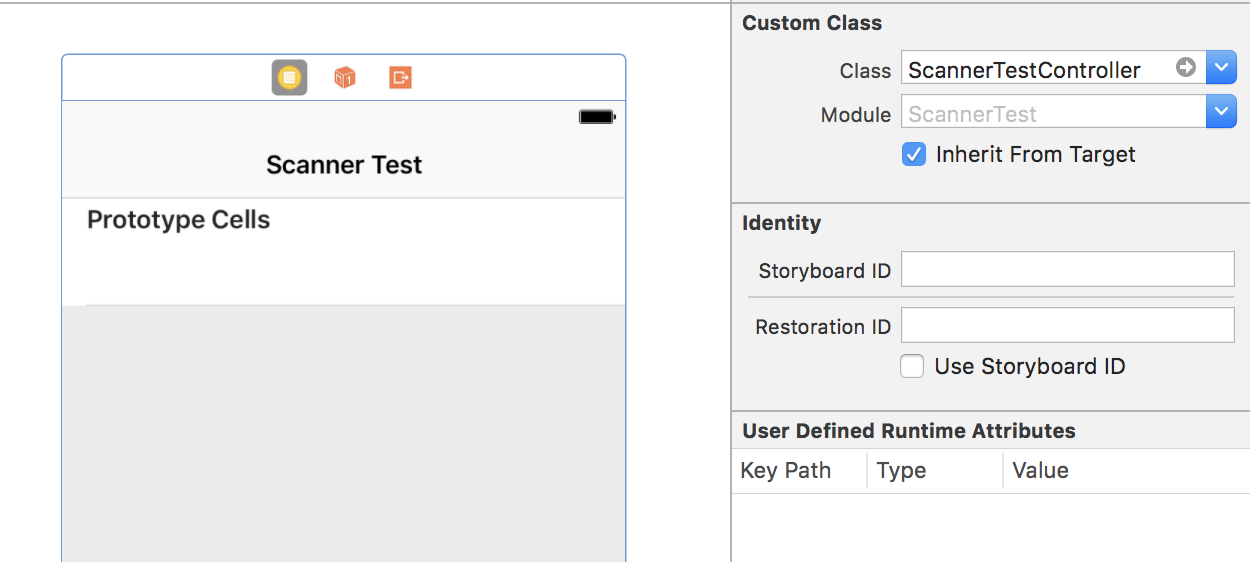 Scanner Test
Prototype Cells
Custom Class
Class ScannerTestController
Module ScannerTest
Inherit From Target
Identity
Storyboard ID
Restoration ID
Use Storyboard ID
User Defined Runtime Attributes
Key Path Type Value